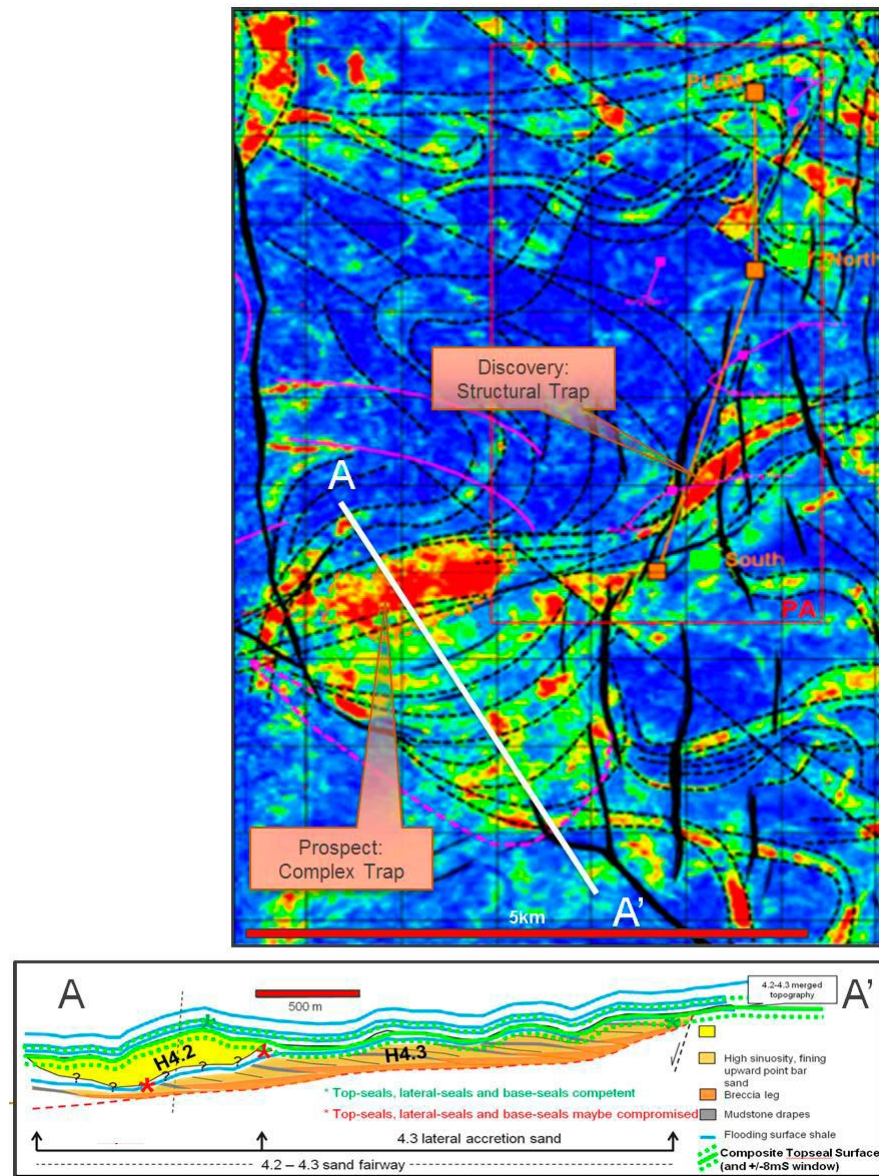 PLEM
North
Discovery:
Structural Trap
A
South
PA
Prospect:
Complex Trap
A'
5km
A
500 m
4.2-4.3 merged
topography
A'
H4.2
H4.3
? ? ? ? ?
High sinuosity, fining
upward point bar
sand
* Top-seals, lateral-seals and base-seals competent
Breccia leg
* Top-seals, lateral-seals and base-seals maybe compromised
Mudstone drapes
Flooding surface shale
4.3 lateral accretion sand
Composite Topseal Surface
(and +/-8mS window)
4.2 – 4.3 sand fairway